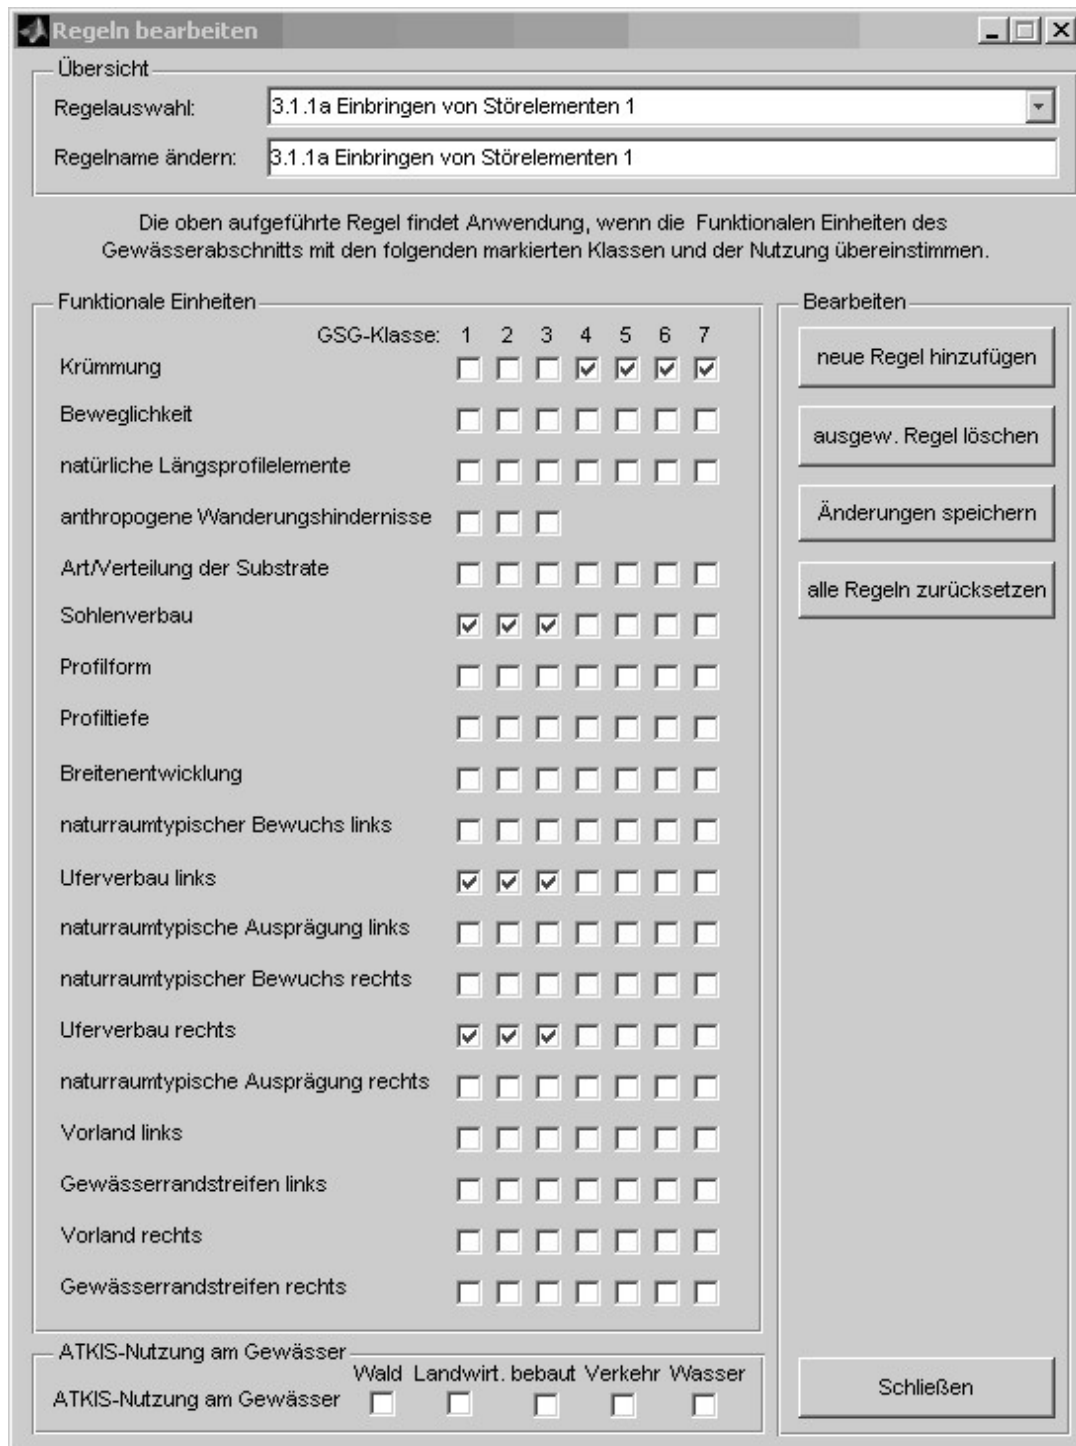 Regeln bearbeiten
Übersicht
Regelauswahl: 3.1.1a Einbringen von Störelementen 1
Regelname ändern: 3.1.1a Einbringen von Störelementen 1
Die oben aufgeführte Regel findet Anwendung, wenn die Funktionalen Einheiten des
Gewässerabschnitts mit den folgenden markierten Klassen und der Nutzung übereinstimmen.
Funktionale Einheiten
GSG-Klasse: 1 2 3 4 5 6 7
Krümmung
Beweglichkeit
natürliche Längsprofilelemente
anthropogene Wanderungshindernisse
Art/Verteilung der Substrate
Sohlenverbau
Profilform
Profiltiefe
Breitenentwicklung
naturraumtypischer Bewuchs links
Uferverbau links
naturraumtypische Ausprägung links
naturraumtypischer Bewuchs rechts
Uferverbau rechts
naturraumtypische Ausprägung rechts
Vorland links
Gewässerrandstreifen links
Vorland rechts
Gewässerrandstreifen rechts
ATKIS-Nutzung am Gewässer
Wald Landwirt. bebaut Verkehr Wasser
ATKIS-Nutzung am Gewässer
Bearbeiten
neue Regel hinzufügen
ausgew. Regel löschen
Änderungen speichern
alle Regeln zurücksetzen
Schließen